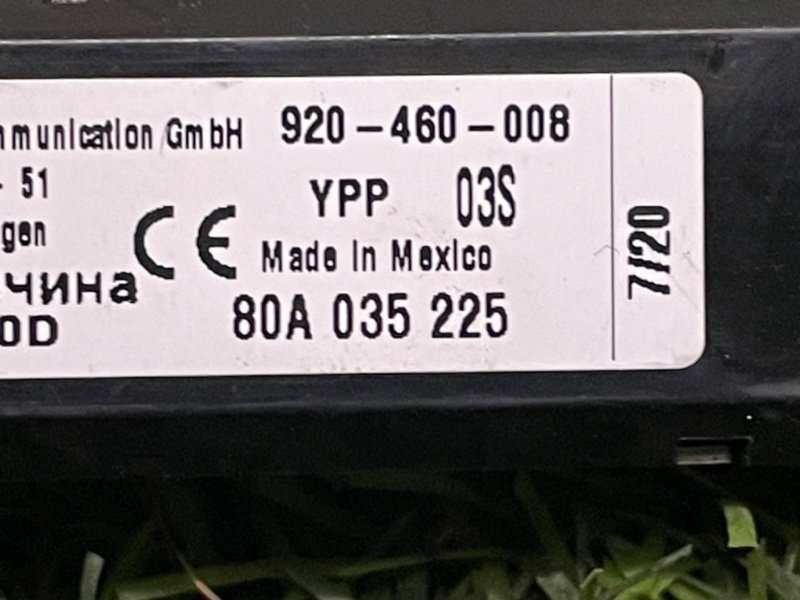 mmunication GmbH 920-460-008
- 51 YPP 03S
gen CE Made In Mexico
чина 80A 035 225
0D
7/20